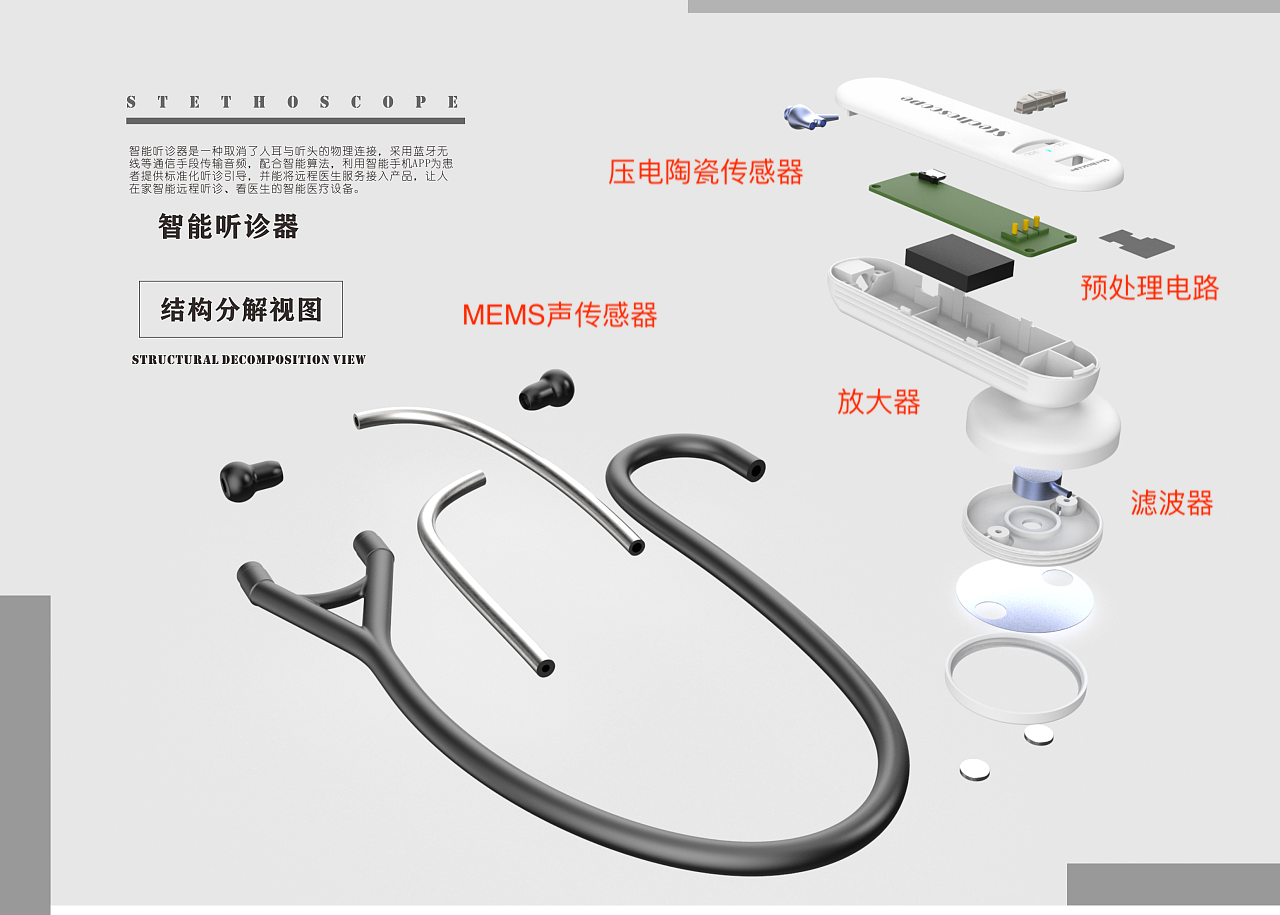 STETHOSCOPE
智能听诊器是一种取消了人耳与听头的物理连接，采用蓝牙无
线等通信手段传输音频，配合智能算法，利用智能手机APP为患
者提供标准化听诊引导，并能将远程医生服务接入产品，让人
在家智能远程听诊、看医生的智能医疗设备。
智能听诊器
结构分解视图
STRUCTURAL DECOMPOSITION VIEW
Stethoscope
压电陶瓷传感器
预处理电路
MEMS声传感器
放大器
滤波器